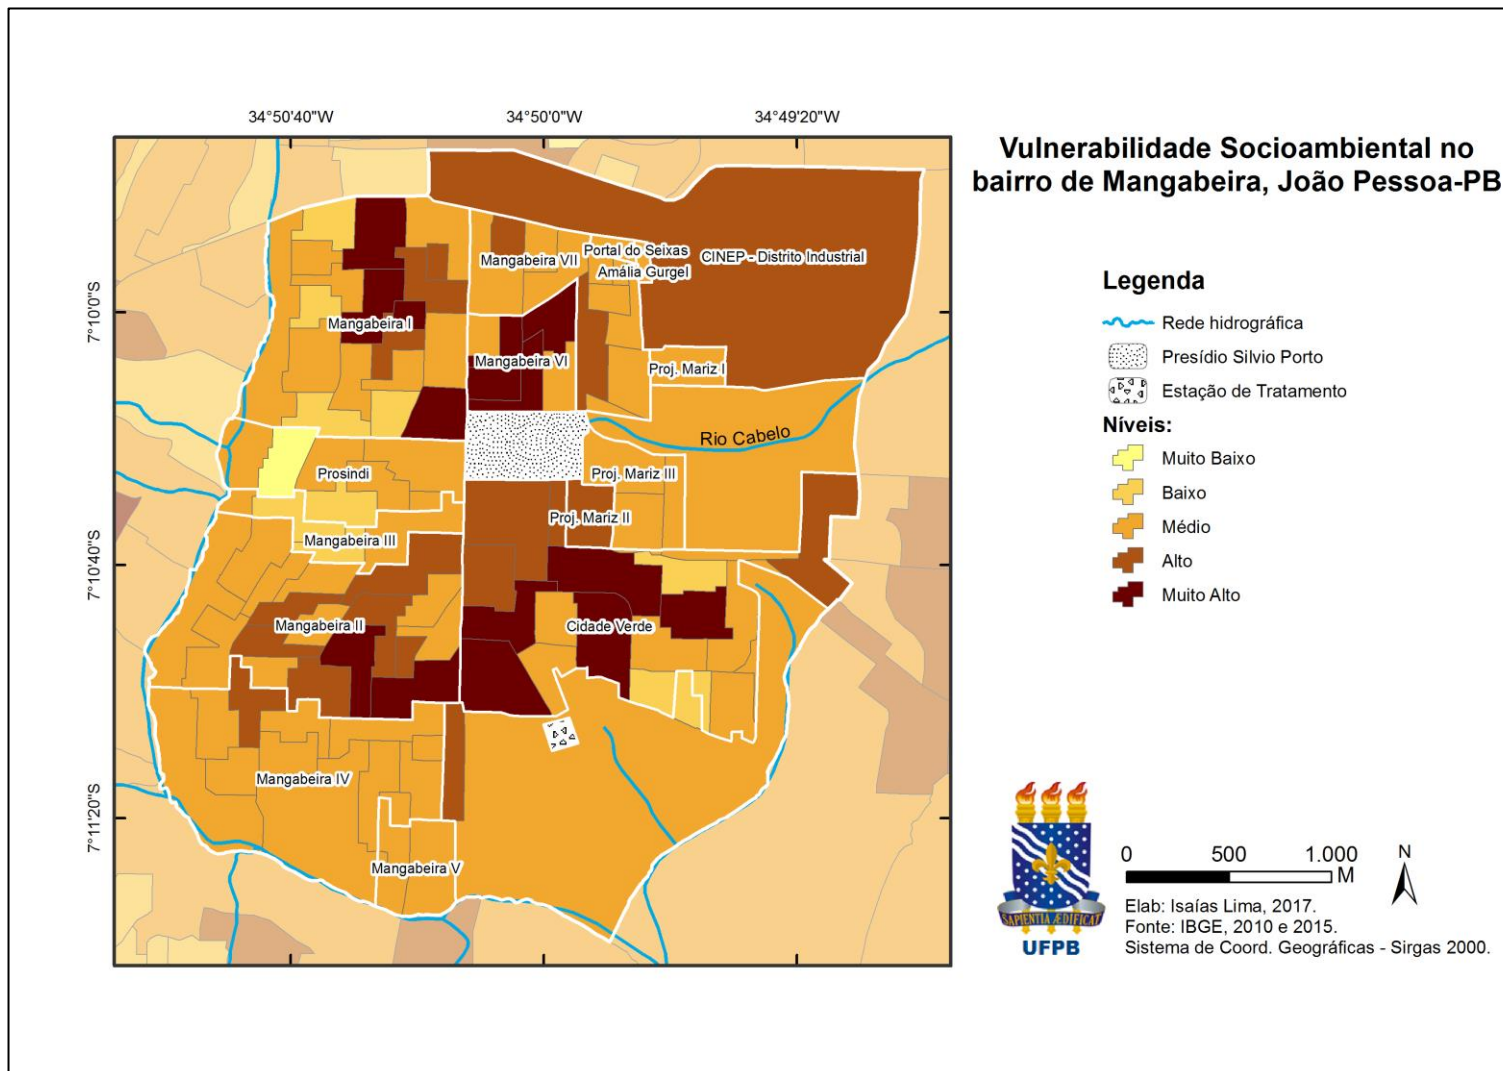 34°50'40"W
34°50'0"W
34°49'20"W
7°10'0"S
7°10'40"S
7°11'20"S
Vulnerabilidade Socioambiental no
bairro de Mangabeira, João Pessoa-PB
Portal do Seixas
CINEP - Distrito Industrial
Mangabeira VII
Amália Gurgel
Mangabeira I
Mangabeira VI
Proj. Mariz I
Rio Cabelo
Prosindi
Proj. Mariz III
Proj. Mariz II
Mangabeira III
Mangabeira II
Cidade Verde
Mangabeira IV
Mangabeira V
Legenda
Rede hidrográfica
Presídio Silvio Porto
Estação de Tratamento
Níveis:
Muito Baixo
Baixo
Médio
Alto
Muito Alto
SAPIENTIA ÆDIFICAT
UFPB
0 500 1.000
M
N
Elab: Isaías Lima, 2017.
Fonte: IBGE, 2010 e 2015.
Sistema de Coord. Geográficas - Sirgas 2000.